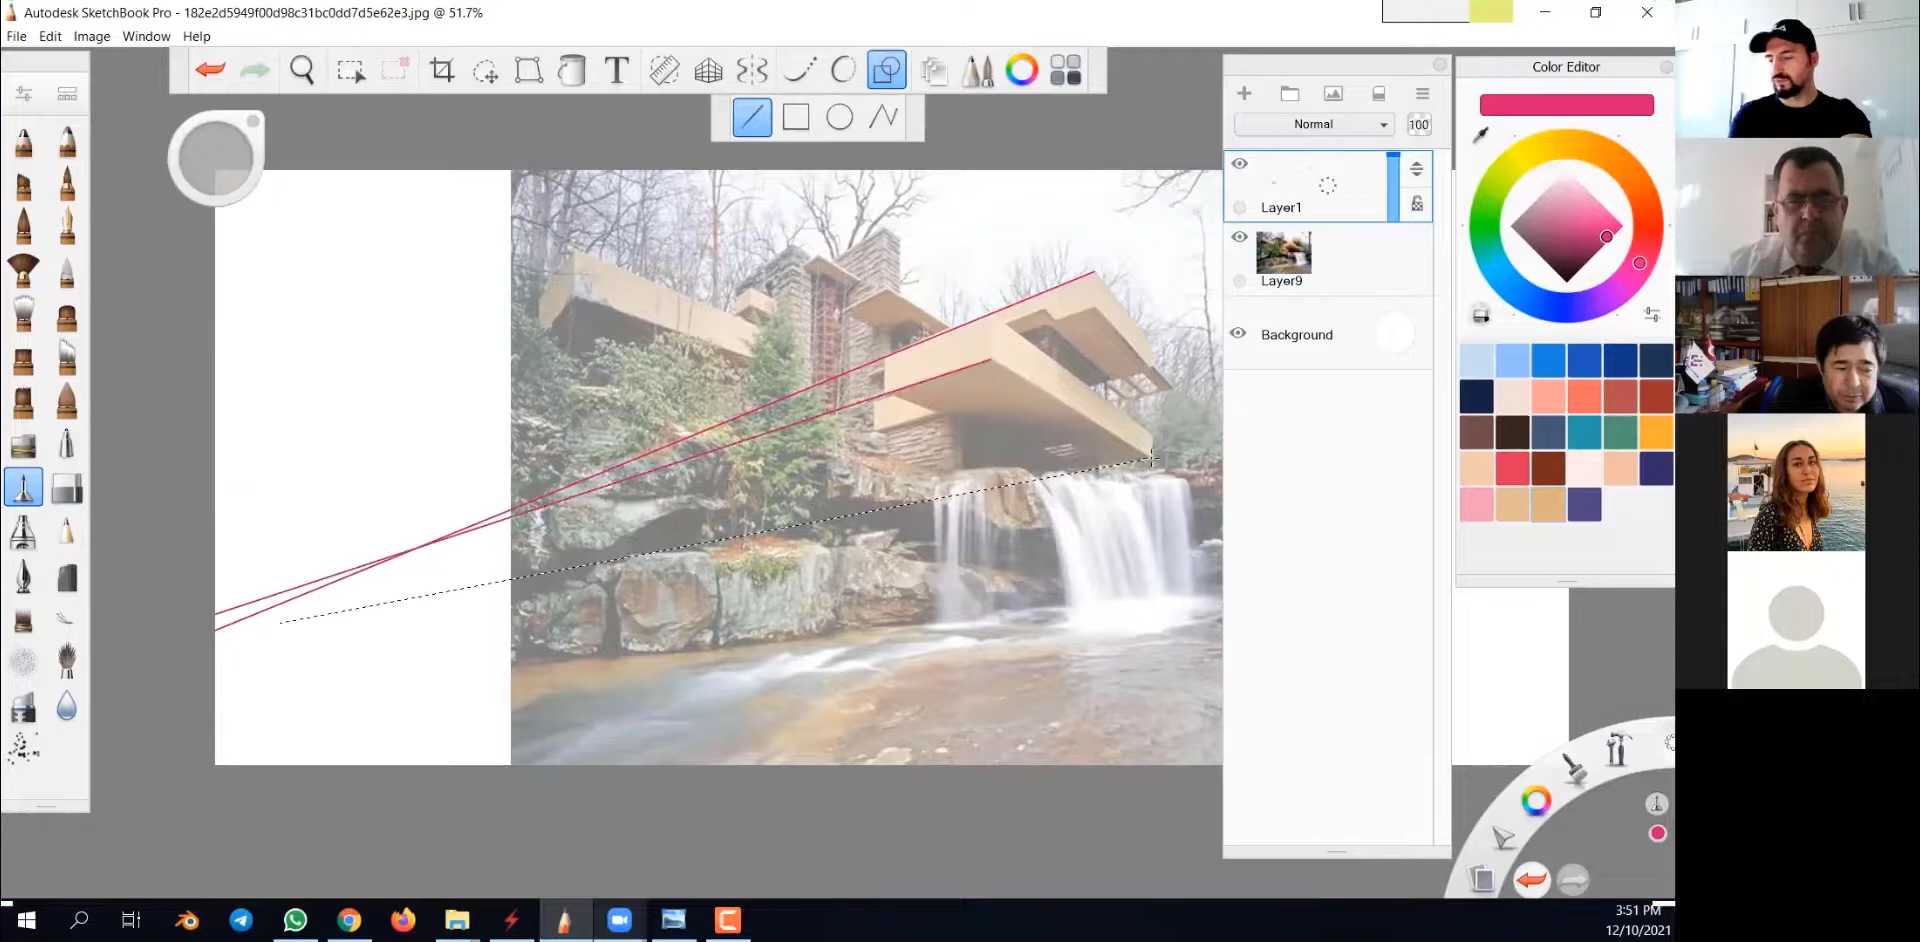 Autodesk SketchBook Pro - 182e2d5949f00d98c31bc0dd7d5e62e3.jpg @ 51.7%
File Edit Image Window Help
T
Color Editor
Normal
100
Layer1
Layer9
Background
3:51 PM
12/10/2021